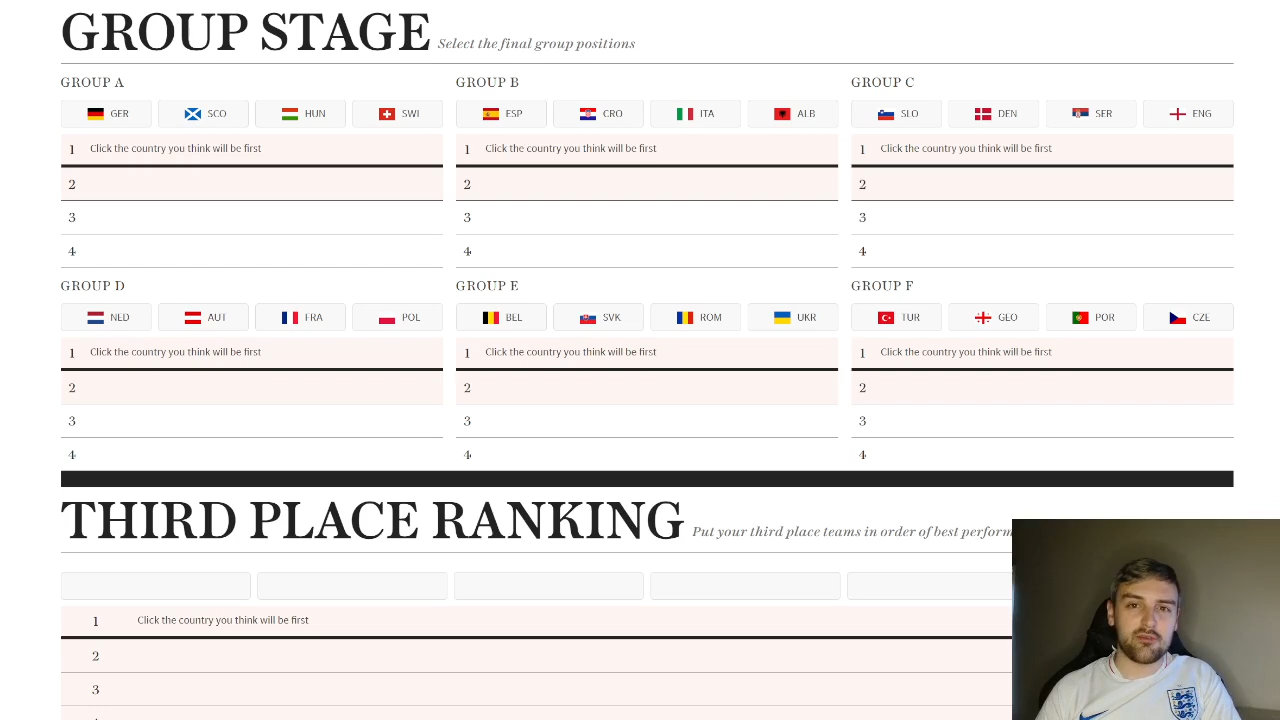 GROUP STAGE Select the final group positions
GROUP A
GER SCO HUN SWI
1 Click the country you think will be first
2
3
4
GROUP B
ESP CRO ITA ALB
1 Click the country you think will be first
2
3
4
GROUP C
SLO DEN SER ENG
1 Click the country you think will be first
2
3
4
GROUP D
NED AUT FRA POL
1 Click the country you think will be first
2
3
4
GROUP E
BEL SVK ROM UKR
1 Click the country you think will be first
2
3
4
GROUP F
TUR GEO POR CZE
1 Click the country you think will be first
2
3
4
THIRD PLACE RANKING Put your third place teams in order of best perform
1 Click the country you think will be first
2
3